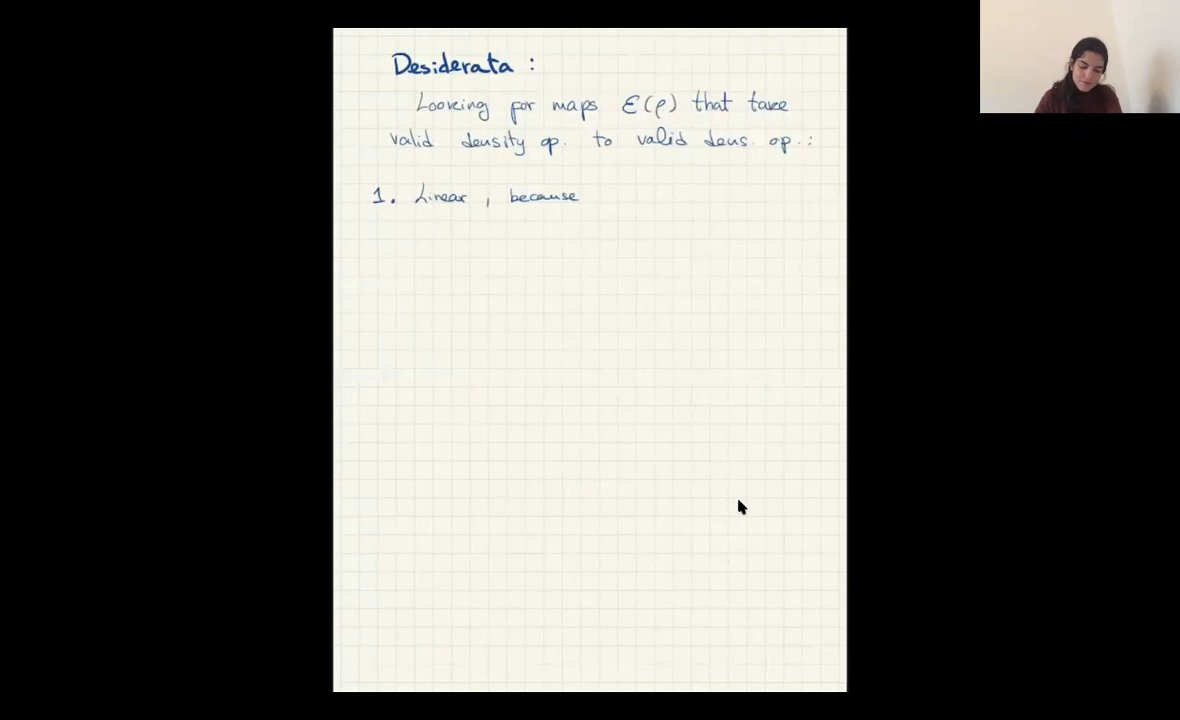 Desiderata :
Looking for maps ℰ(ρ) that take
valid density op. to valid dens. op. :
1. Linear , because